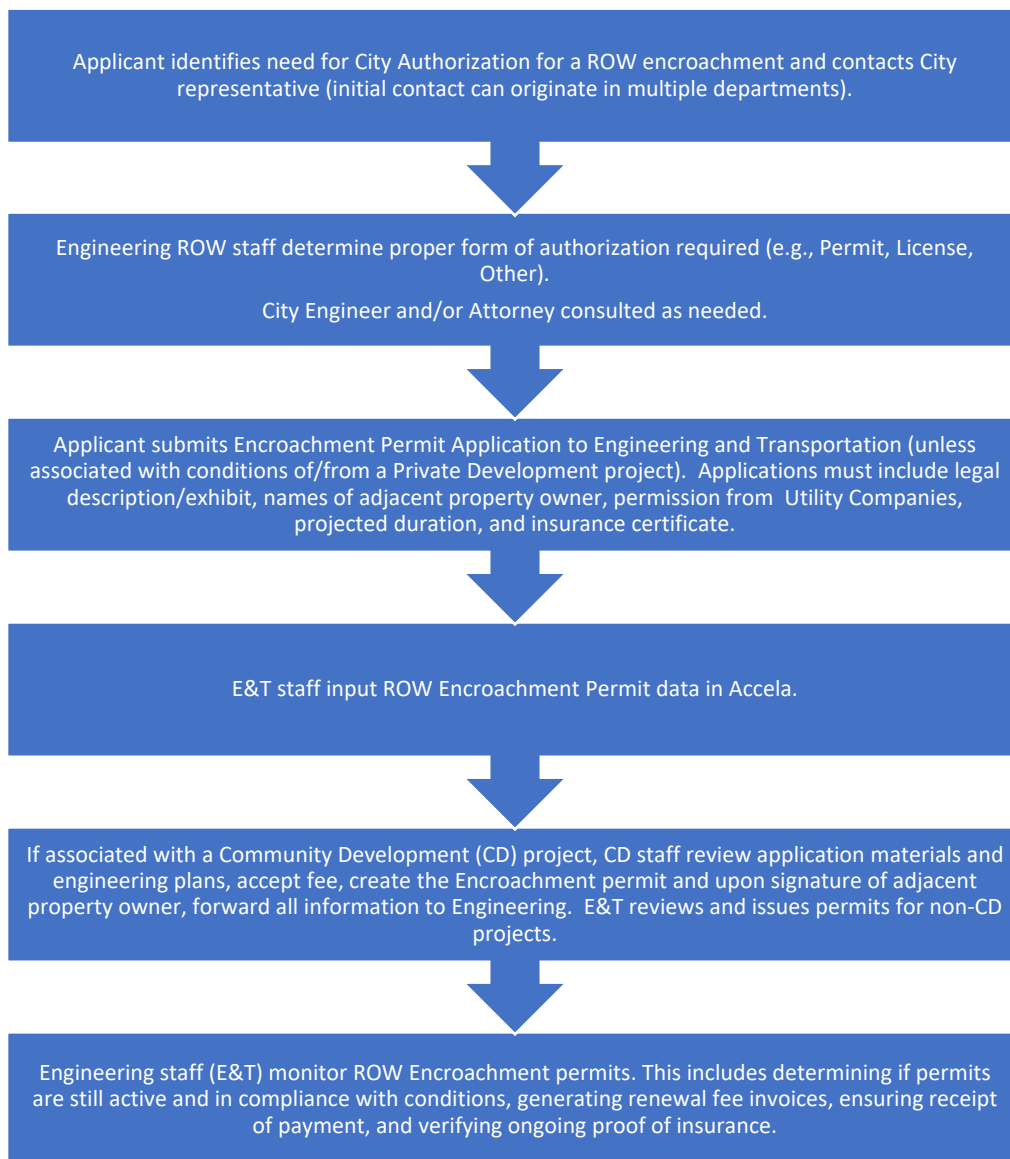 Applicant identifies need for City Authorization for a ROW encroachment and contacts City
representative (initial contact can originate in multiple departments).
Engineering ROW staff determine proper form of authorization required (e.g., Permit, License,
Other).
City Engineer and/or Attorney consulted as needed.
Applicant submits Encroachment Permit Application to Engineering and Transportation (unless
associated with conditions of/from a Private Development project).  Applications must include legal
description/exhibit, names of adjacent property owner, permission from  Utility Companies,
projected duration, and insurance certificate.
E&T staff input ROW Encroachment Permit data in Accela.
If associated with a Community Development (CD) project, CD staff review application materials and
engineering plans, accept fee, create the Encroachment permit and upon signature of adjacent
property owner, forward all information to Engineering.  E&T reviews and issues permits for non-CD
projects.
Engineering staff (E&T) monitor ROW Encroachment permits. This includes determining if permits
are still active and in compliance with conditions, generating renewal fee invoices, ensuring receipt
of payment, and verifying ongoing proof of insurance.